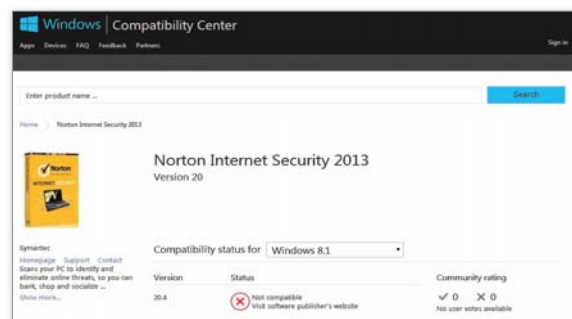 Windows | Compatibility Center
Apps Devices FAQ Feedback Partners
Sign in
Enter product name ...
Search
Home Norton Internet Security 2013
Norton
INTERNET SECURITY
Norton Internet Security 2013
Version 20
Symantec
Homepage Support Contact
Scans your PC to identify and
eliminate online threats, so you can
bank, shop and socialize ...
Show more...
Compatibility status for Windows 8.1
Version Status Community rating
20.4 Not compatible 0 0
Visit software publisher's website No user votes available